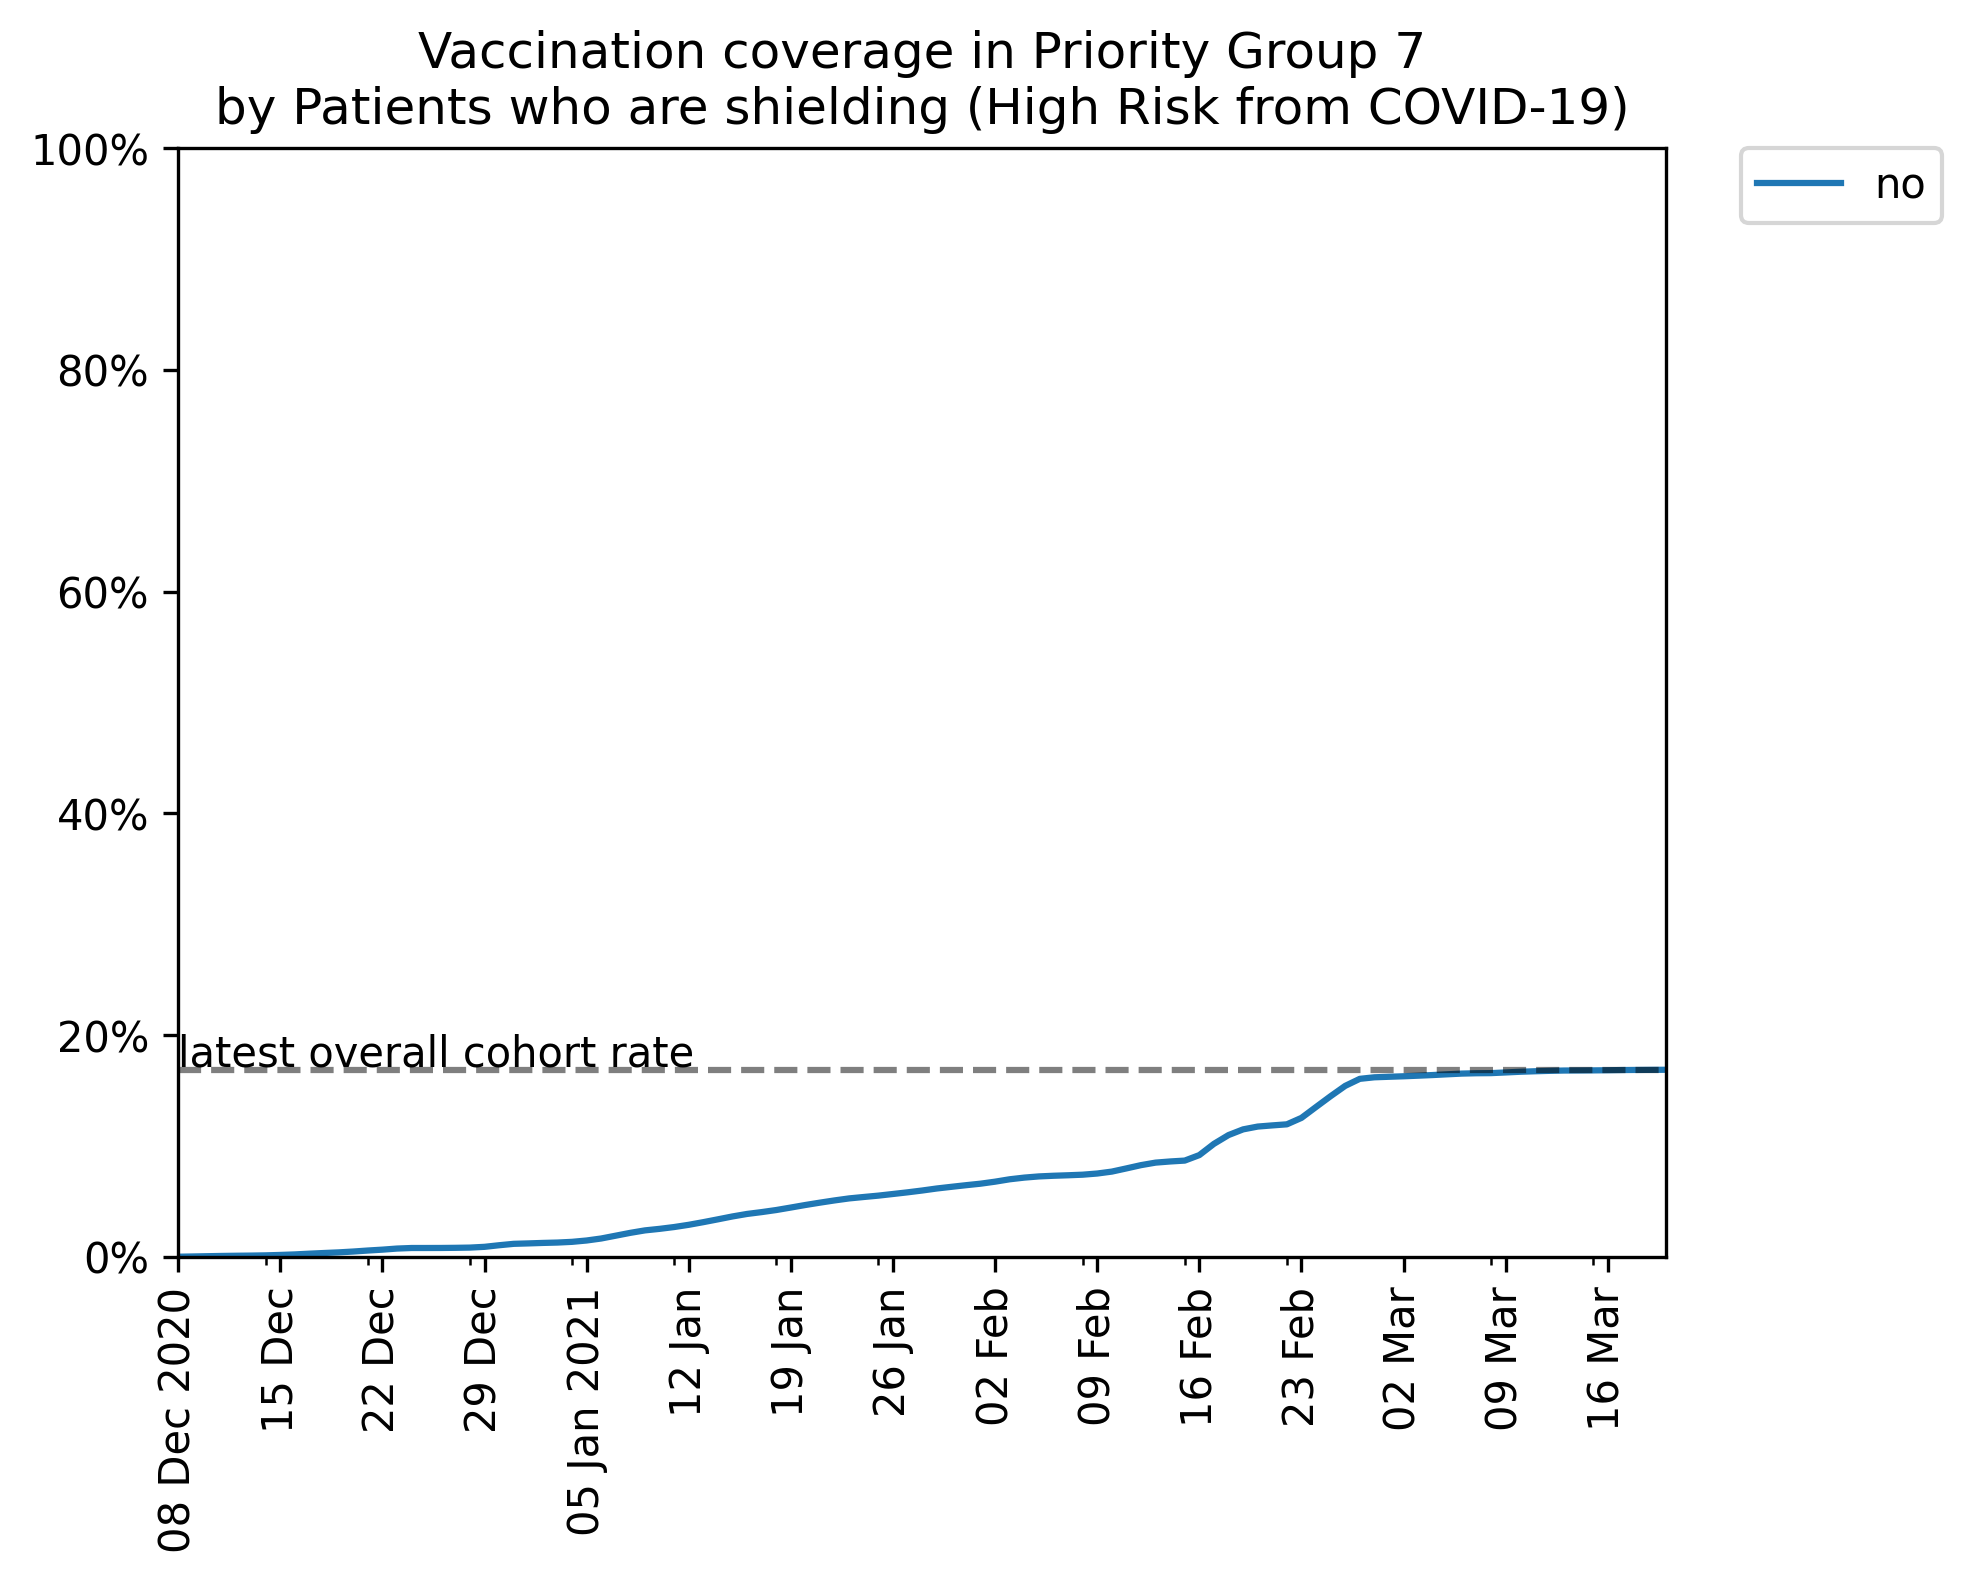 Vaccination coverage in Priority Group 7
by Patients who are shielding (High Risk from COVID-19)
100%
80%
60%
40%
20%
0%
no
latest overall cohort rate
08 Dec 2020
15 Dec
22 Dec
29 Dec
05 Jan 2021
12 Jan
19 Jan
26 Jan
02 Feb
09 Feb
16 Feb
23 Feb
02 Mar
09 Mar
16 Mar